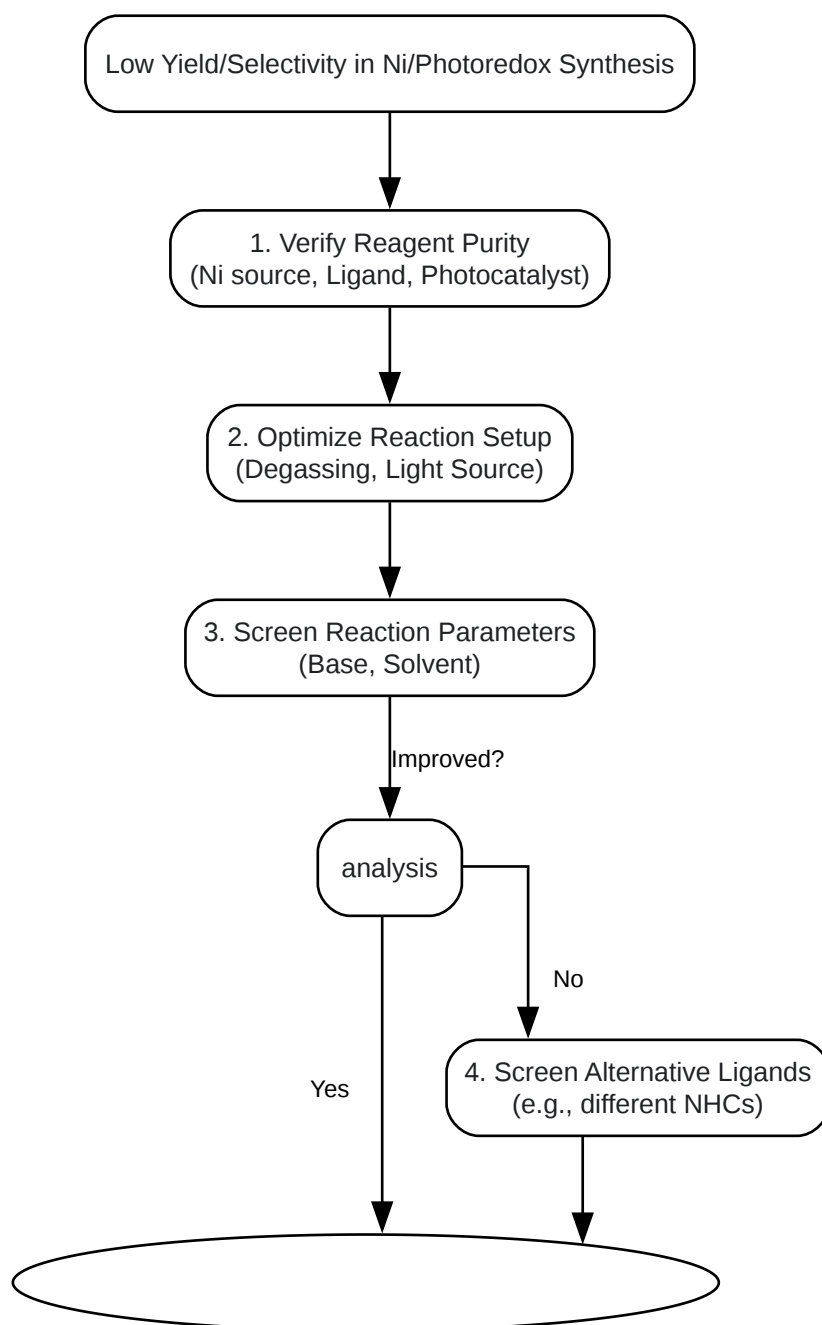 Low Yield/Selectivity in Ni/Photoredox Synthesis
1. Verify Reagent Purity
(Ni source, Ligand, Photocatalyst)
2. Optimize Reaction Setup
(Degassing, Light Source)
3. Screen Reaction Parameters
(Base, Solvent)
Improved?
analysis
No
4. Screen Alternative Ligands
(e.g., different NHCs)
Yes